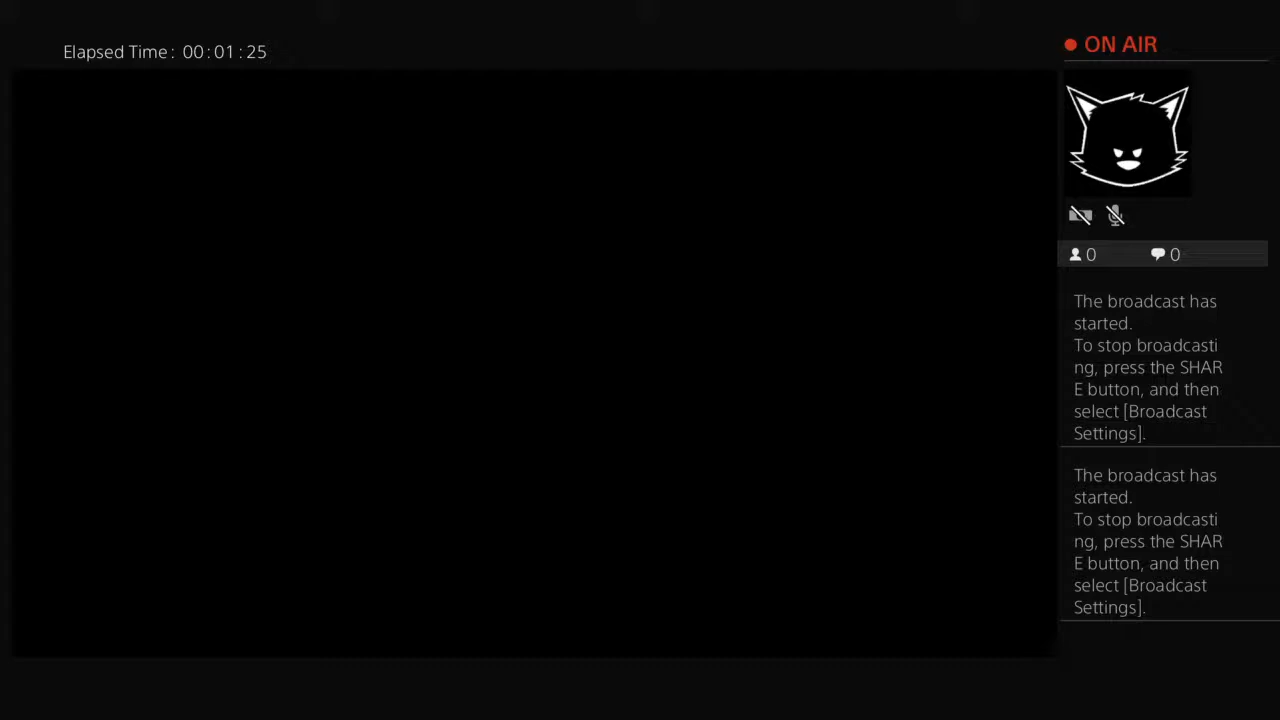 Elapsed Time: 00:01:25
ON AIR
0 0
The broadcast has
started.
To stop broadcasti
ng, press the SHAR
E button, and then
select [Broadcast
Settings].
The broadcast has
started.
To stop broadcasti
ng, press the SHAR
E button, and then
select [Broadcast
Settings].